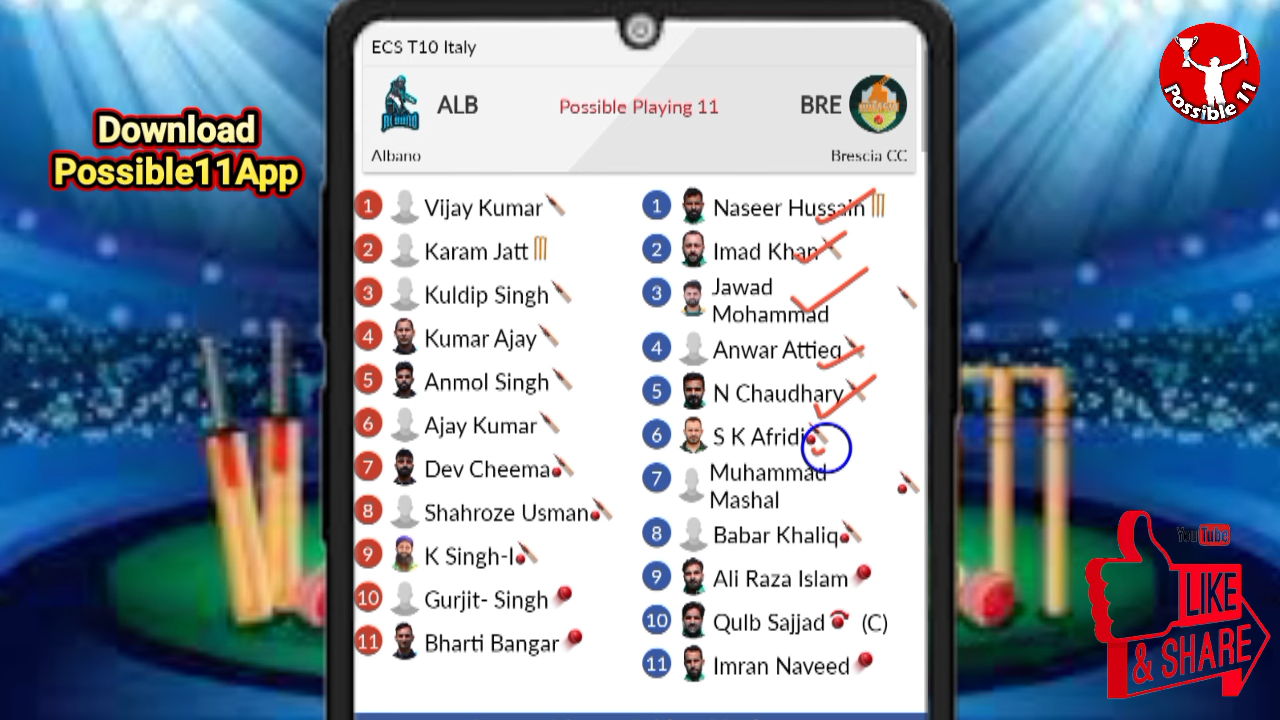 ECS T10 Italy
ALB
Possible Playing 11
BRE
Albano
Brescia CC
Download
Possible11App
Possible 11
1 Vijay Kumar
2 Karam Jatt
3 Kuldip Singh
4 Kumar Ajay
5 Anmol Singh
6 Ajay Kumar
7 Dev Cheema
8 Shahroze Usman
9 K Singh-I
10 Gurjit- Singh
11 Bharti Bangar
1 Naseer Hussain
2 Imad Khan
3 Jawad
Mohammad
4 Anwar Attieq
5 N Chaudhary
6 S K Afridi
7 Muhammad
Mashal
8 Babar Khaliq
9 Ali Raza Islam
10 Qulb Sajjad (C)
11 Imran Naveed
YouTube
LIKE
& SHARE